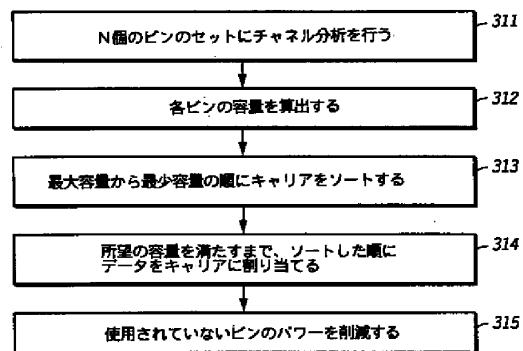 N個のビンのセットにチャネル分析を行う
311
各ビンの容量を算出する
312
最大容量から最少容量の順にキャリアをソートする
313
所望の容量を満たすまで、ソートした順に
データをキャリアに割り当てる
314
使用されていないビンのパワーを削減する
315